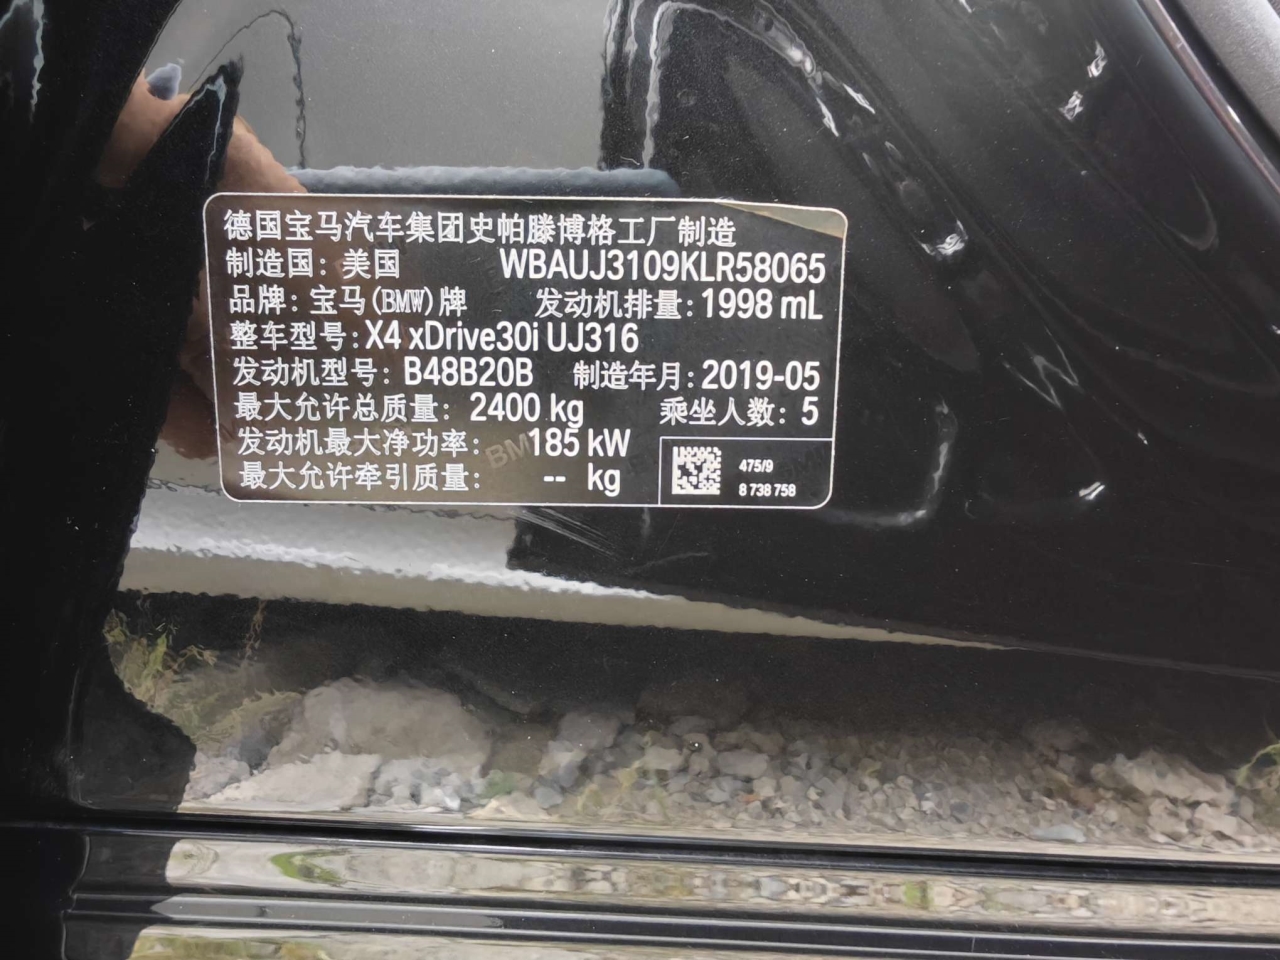 德国宝马汽车集团史帕滕博格工厂制造
制造国: 美国 WBAUJ3109KLR58065
品牌: 宝马(BMW)牌 发动机排量: 1998 mL
整车型号: X4 xDrive30i UJ316
发动机型号: B48B20B 制造年月: 2019-05
最大允许总质量: 2400 kg 乘坐人数: 5
发动机最大净功率: 185 kW
最大允许牵引质量: -- kg
475/9
8 738 758